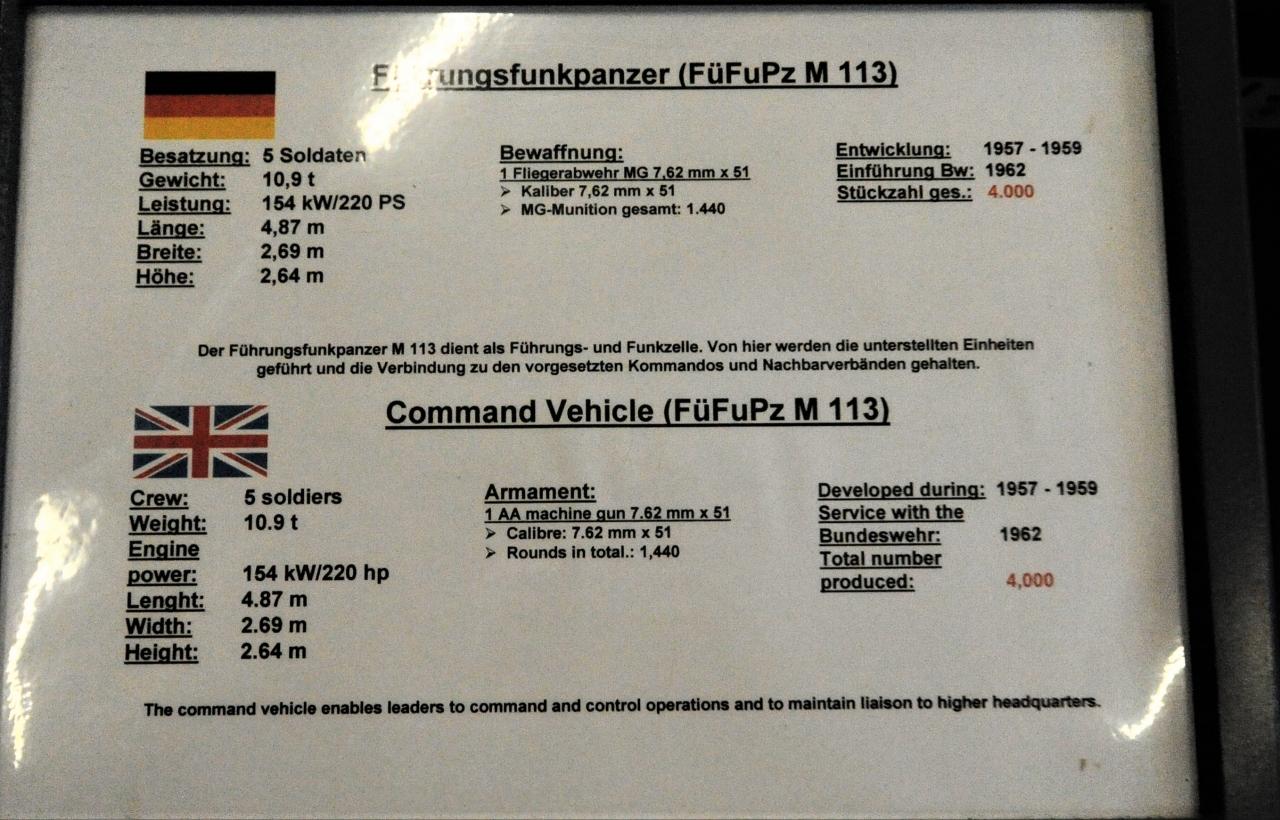 Führungsfunkpanzer (FüFuPz M 113)
Besatzung: 5 Soldaten
Gewicht: 10,9 t
Leistung: 154 kW/220 PS
Länge: 4,87 m
Breite: 2,69 m
Höhe: 2,64 m
Bewaffnung:
1 Fliegerabwehr MG 7,62 mm x 51
➢ Kaliber 7,62 mm x 51
➢ MG-Munition gesamt: 1.440
Entwicklung: 1957 - 1959
Einführung Bw: 1962
Stückzahl ges.: 4.000
Der Führungsfunkpanzer M 113 dient als Führungs- und Funkzelle. Von hier werden die unterstellten Einheiten
geführt und die Verbindung zu den vorgesetzten Kommandos und Nachbarverbänden gehalten.
Command Vehicle (FüFuPz M 113)
Crew: 5 soldiers
Weight: 10.9 t
Engine
power: 154 kW/220 hp
Lenght: 4.87 m
Width: 2.69 m
Height: 2.64 m
Armament:
1 AA machine gun 7.62 mm x 51
➢ Calibre: 7.62 mm x 51
➢ Rounds in total.: 1,440
Developed during: 1957 - 1959
Service with the
Bundeswehr: 1962
Total number
produced: 4,000
The command vehicle enables leaders to command and control operations and to maintain liaison to higher headquarters.